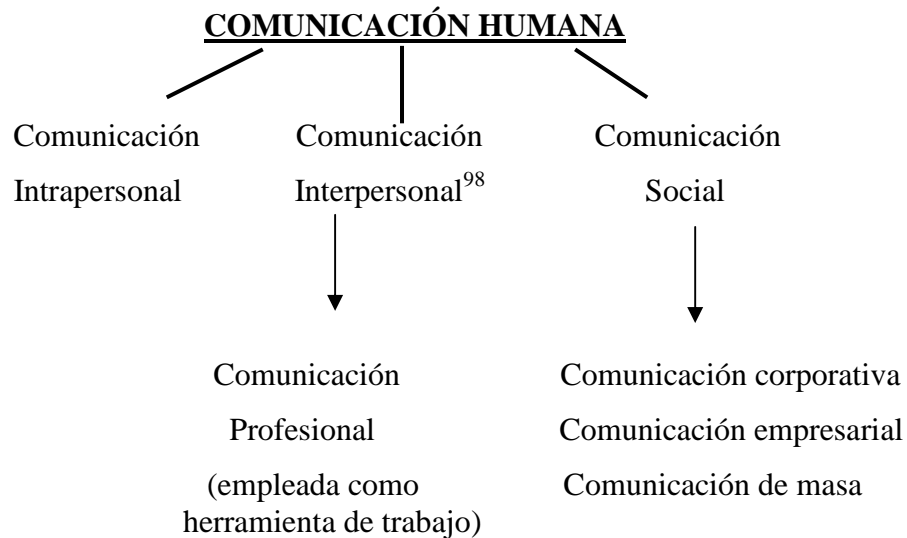 COMUNICACIÓN HUMANA
Comunicación
Intrapersonal
Comunicación
Interpersonal98
Comunicación
Social
Comunicación
Profesional
(empleada como
herramienta de trabajo)
Comunicación corporativa
Comunicación empresarial
Comunicación de masa